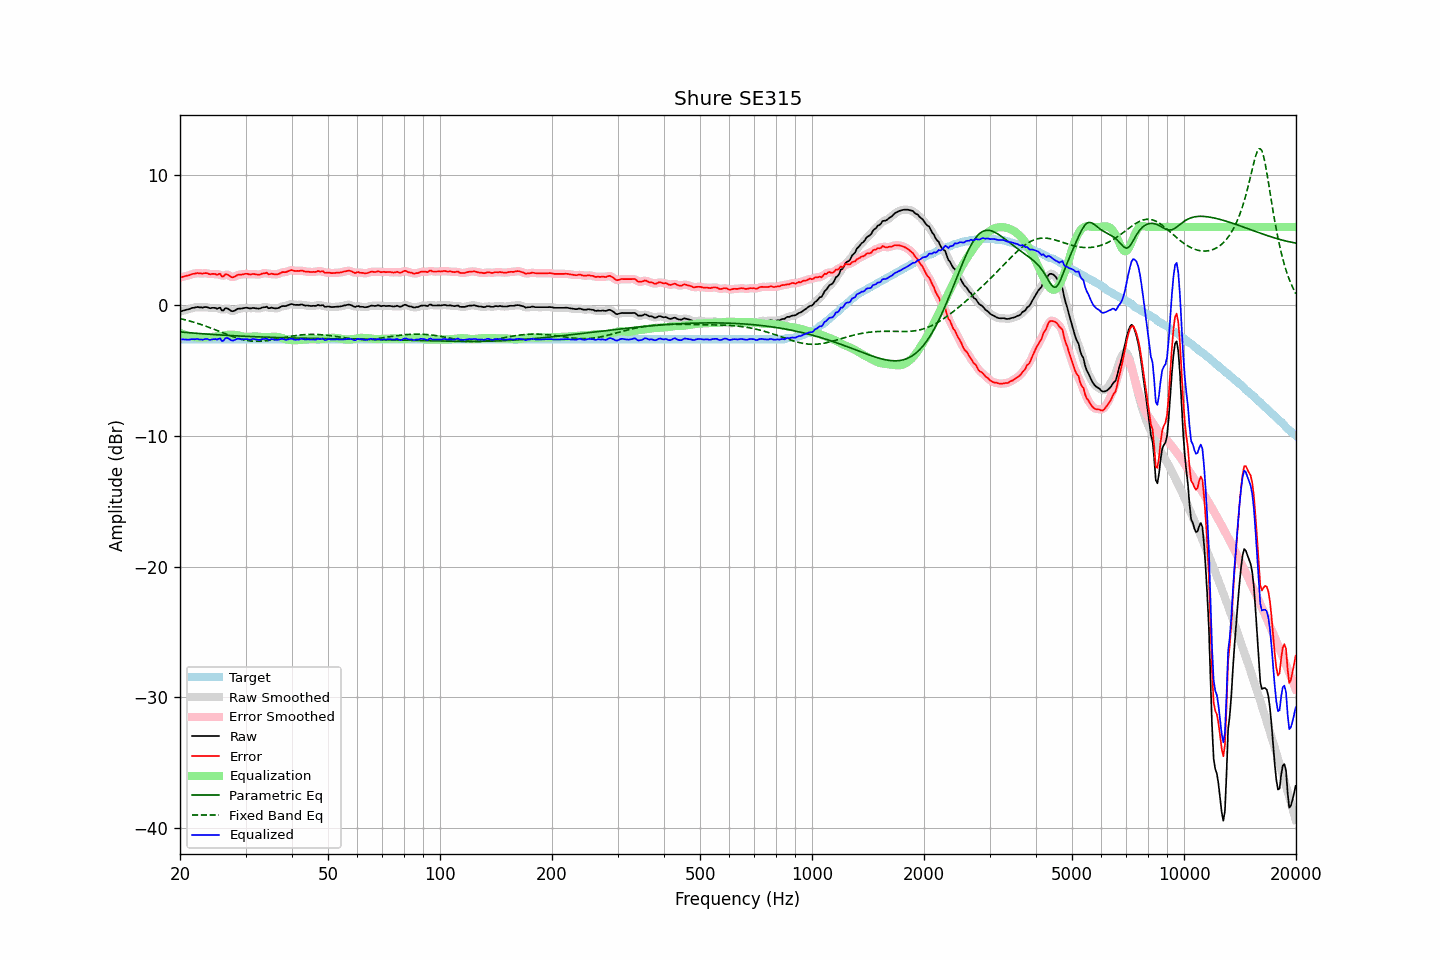 Shure SE315
Amplitude (dBr)
10
0
−10
−20
−30
−40
Target
Raw Smoothed
Error Smoothed
Raw
Error
Equalization
Parametric Eq
Fixed Band Eq
Equalized
20 50 100 200 500 1000 2000 5000 10000 20000
Frequency (Hz)